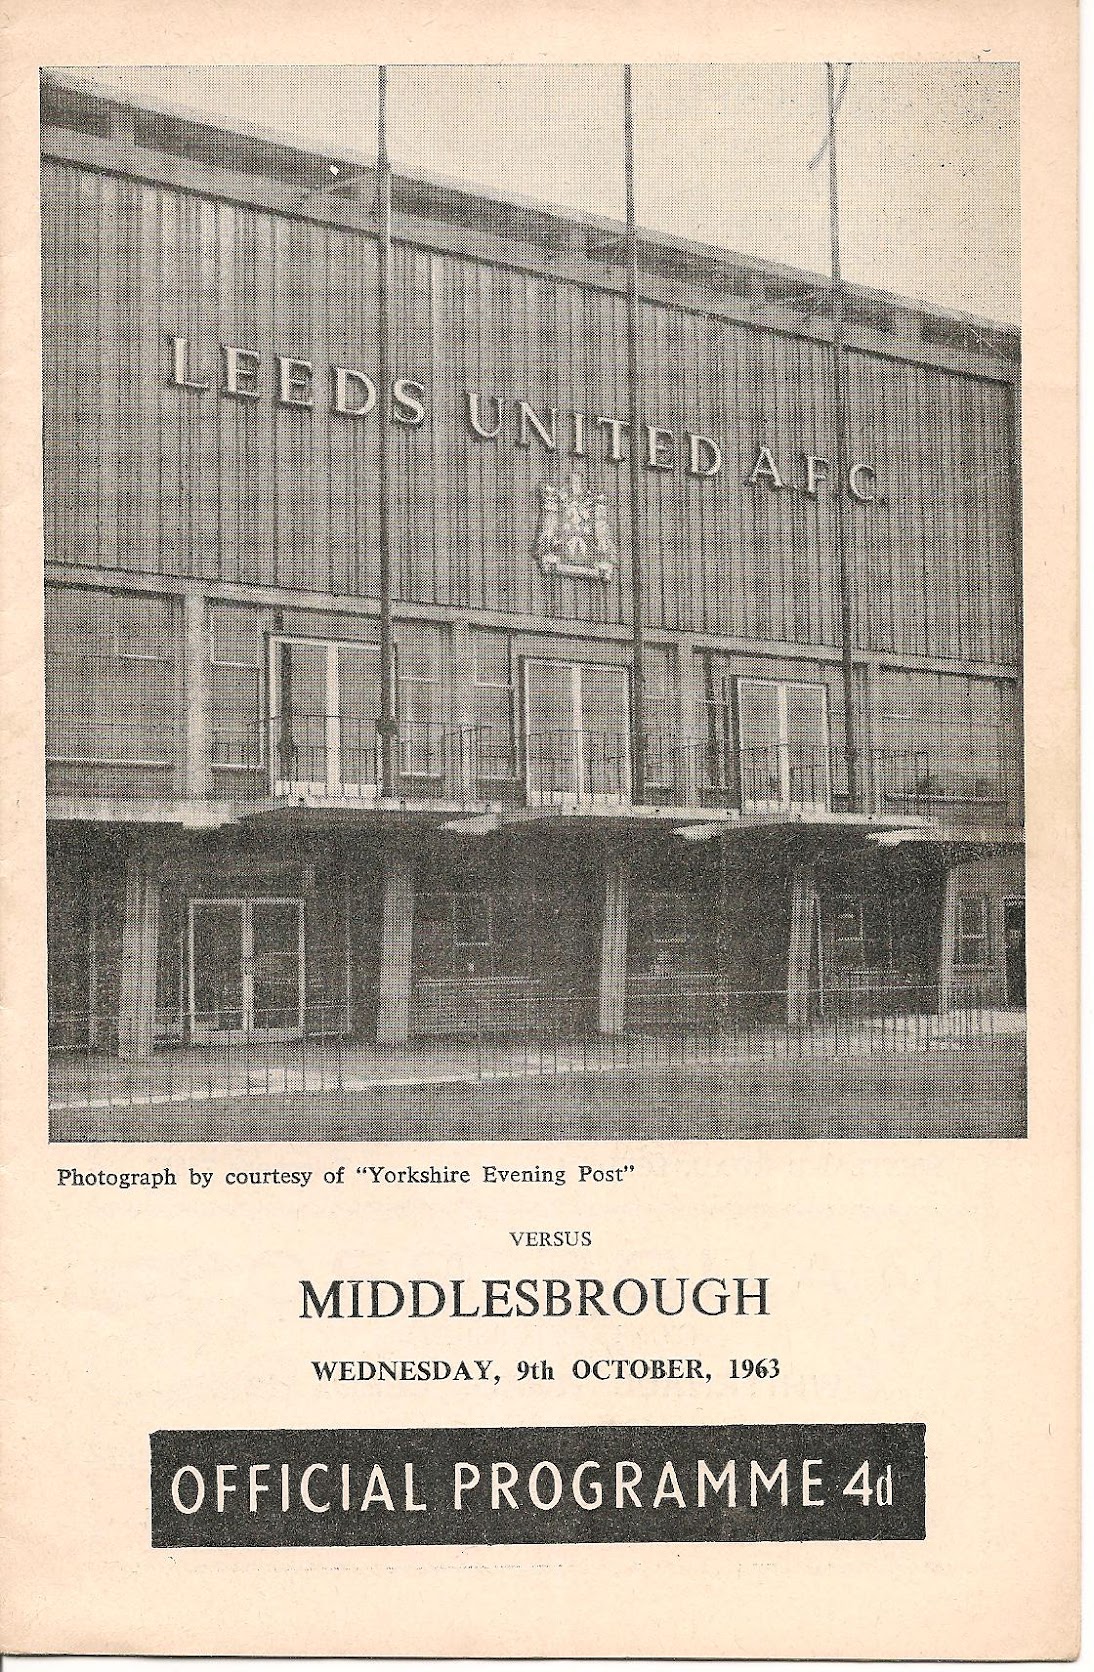 LEEDS UNITED A.F.C.
Photograph by courtesy of "Yorkshire Evening Post"
VERSUS
MIDDLESBROUGH
WEDNESDAY, 9th OCTOBER, 1963
OFFICIAL PROGRAMME 4d